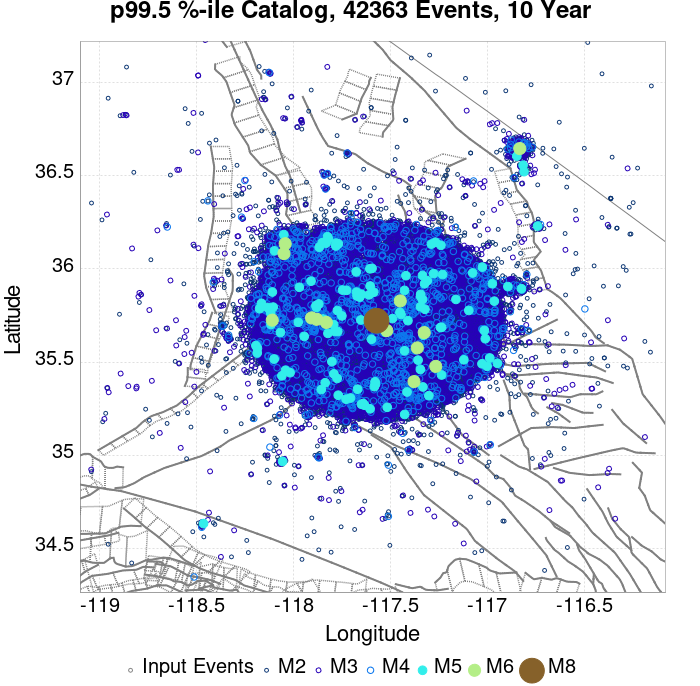 p99.5 %-ile Catalog, 42363 Events, 10 Year
37
36.5
36
35.5
35
34.5
Latitude
-119 -118.5 -118 -117.5 -117 -116.5
Longitude
Input Events M2 M3 M4 M5 M6 M8